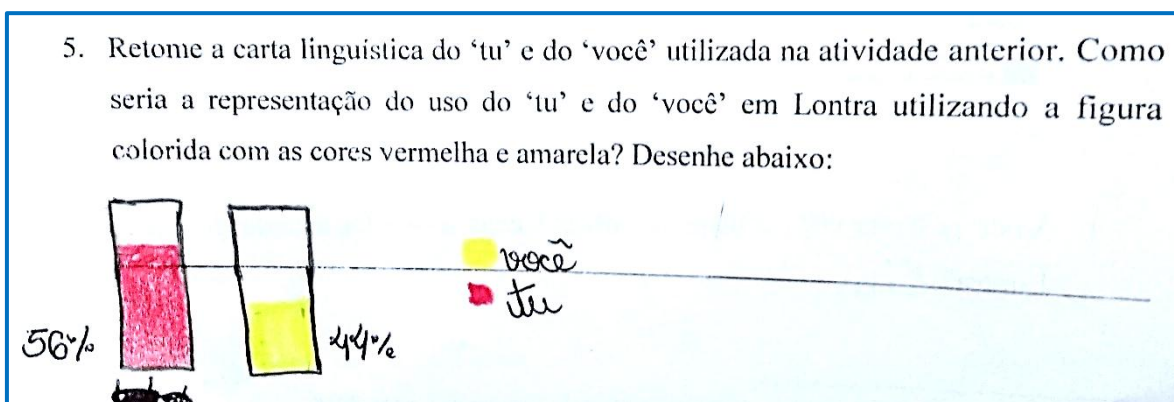 5. Retome a carta linguística do ‘tu’ e do ‘você’ utilizada na atividade anterior. Como
seria a representação do uso do ‘tu’ e do ‘você’ em Lontra utilizando a figura
colorida com as cores vermelha e amarela? Desenhe abaixo:
você
tu
56%
44%